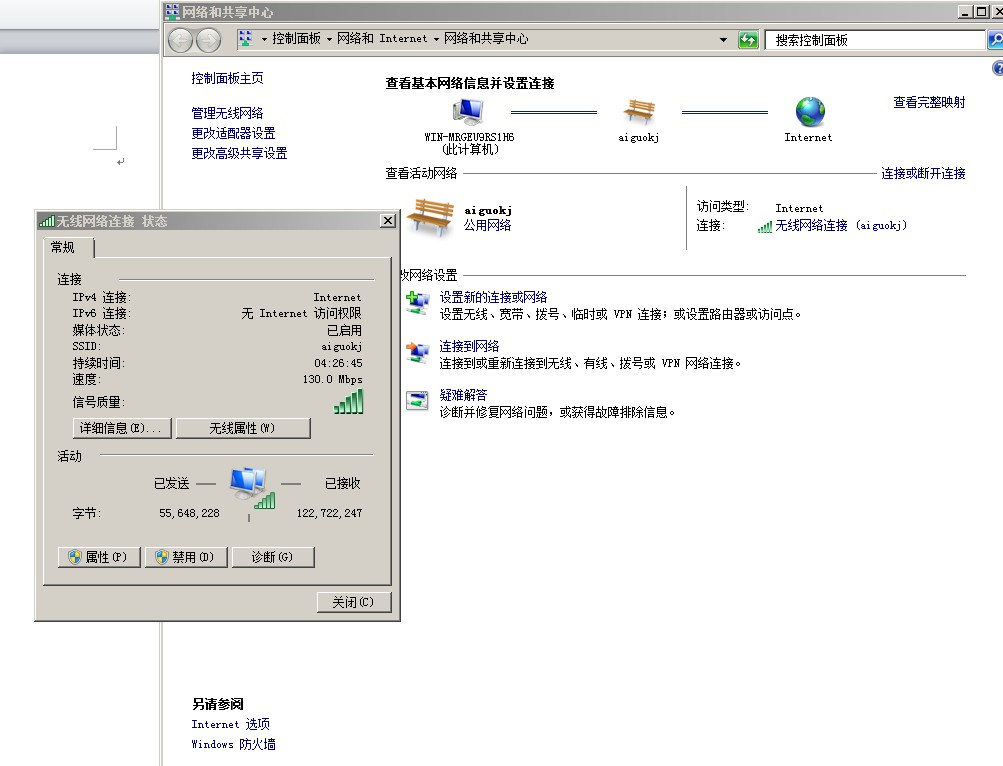 网络和共享中心
控制面板 网络和 Internet 网络和共享中心
搜索控制面板
控制面板主页
管理无线网络
更改适配器设置
更改高级共享设置
查看基本网络信息并设置连接
查看完整映射
WIN-MRGEU9RS1H6
(此计算机)
aiguokj
Internet
查看活动网络
连接或断开连接
aiguokj
公用网络
访问类型: Internet
连接: 无线网络连接 (aiguokj)
改网络设置
设置新的连接或网络
设置无线、宽带、拨号、临时或 VPN 连接；或设置路由器或访问点。
连接到网络
连接到或重新连接到无线、有线、拨号或 VPN 网络连接。
疑难解答
诊断并修复网络问题，或获得故障排除信息。
无线网络连接 状态
常规
连接
IPv4 连接: Internet
IPv6 连接: 无 Internet 访问权限
媒体状态: 已启用
SSID: aiguokj
持续时间: 04:26:45
速度: 130.0 Mbps
信号质量:
详细信息(E)... 无线属性(W)
活动
已发送 已接收
字节: 55,648,228 122,722,247
属性(P) 禁用(D) 诊断(G)
关闭(C)
另请参阅
Internet 选项
Windows 防火墙